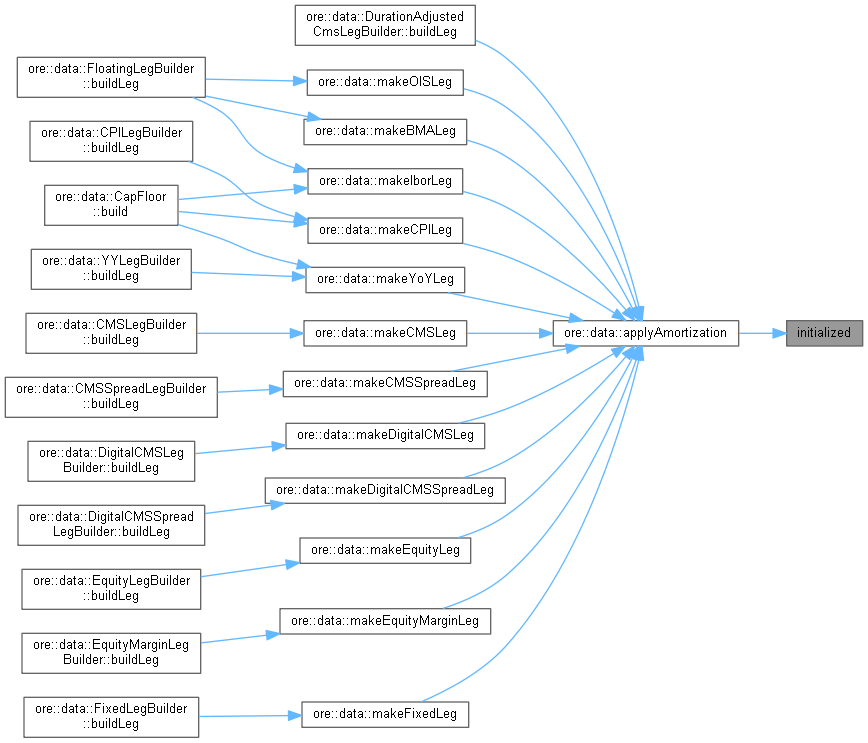 ore::data::DurationAdjusted
CmsLegBuilder::buildLeg
ore::data::FloatingLegBuilder
::buildLeg
ore::data::makeOISLeg
ore::data::makeBMALeg
ore::data::CPILegBuilder
::buildLeg
ore::data::makeIborLeg
ore::data::CapFloor
::build
ore::data::makeCPILeg
ore::data::YYLegBuilder
::buildLeg
ore::data::makeYoYLeg
ore::data::CMSLegBuilder
::buildLeg
ore::data::makeCMSLeg
ore::data::applyAmortization
initialized
ore::data::CMSSpreadLegBuilder
::buildLeg
ore::data::makeCMSSpreadLeg
ore::data::DigitalCMSLeg
Builder::buildLeg
ore::data::makeDigitalCMSLeg
ore::data::DigitalCMSSpread
LegBuilder::buildLeg
ore::data::makeDigitalCMSSpreadLeg
ore::data::EquityLegBuilder
::buildLeg
ore::data::makeEquityLeg
ore::data::EquityMarginLeg
Builder::buildLeg
ore::data::makeEquityMarginLeg
ore::data::FixedLegBuilder
::buildLeg
ore::data::makeFixedLeg